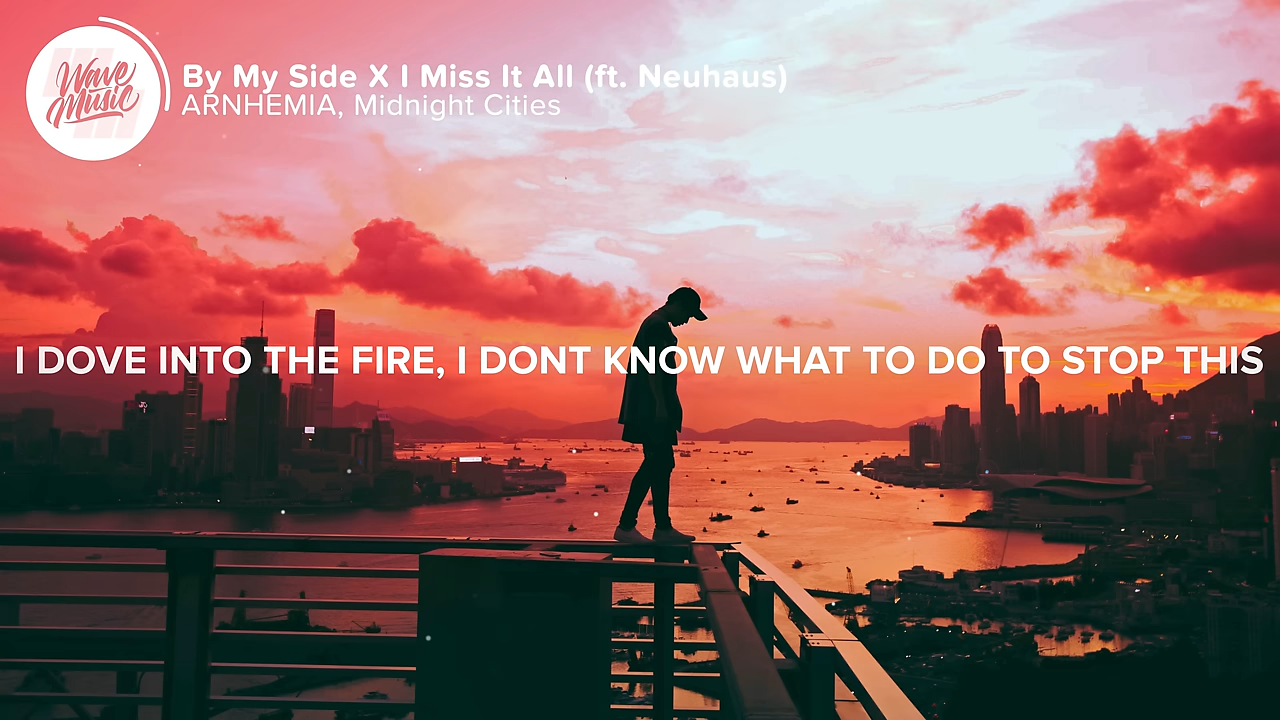 Wave
Music
By My Side X I Miss It All (ft. Neuhaus)
ARNHEMIA, Midnight Cities
I DOVE INTO THE FIRE, I DONT KNOW WHAT TO DO TO STOP THIS